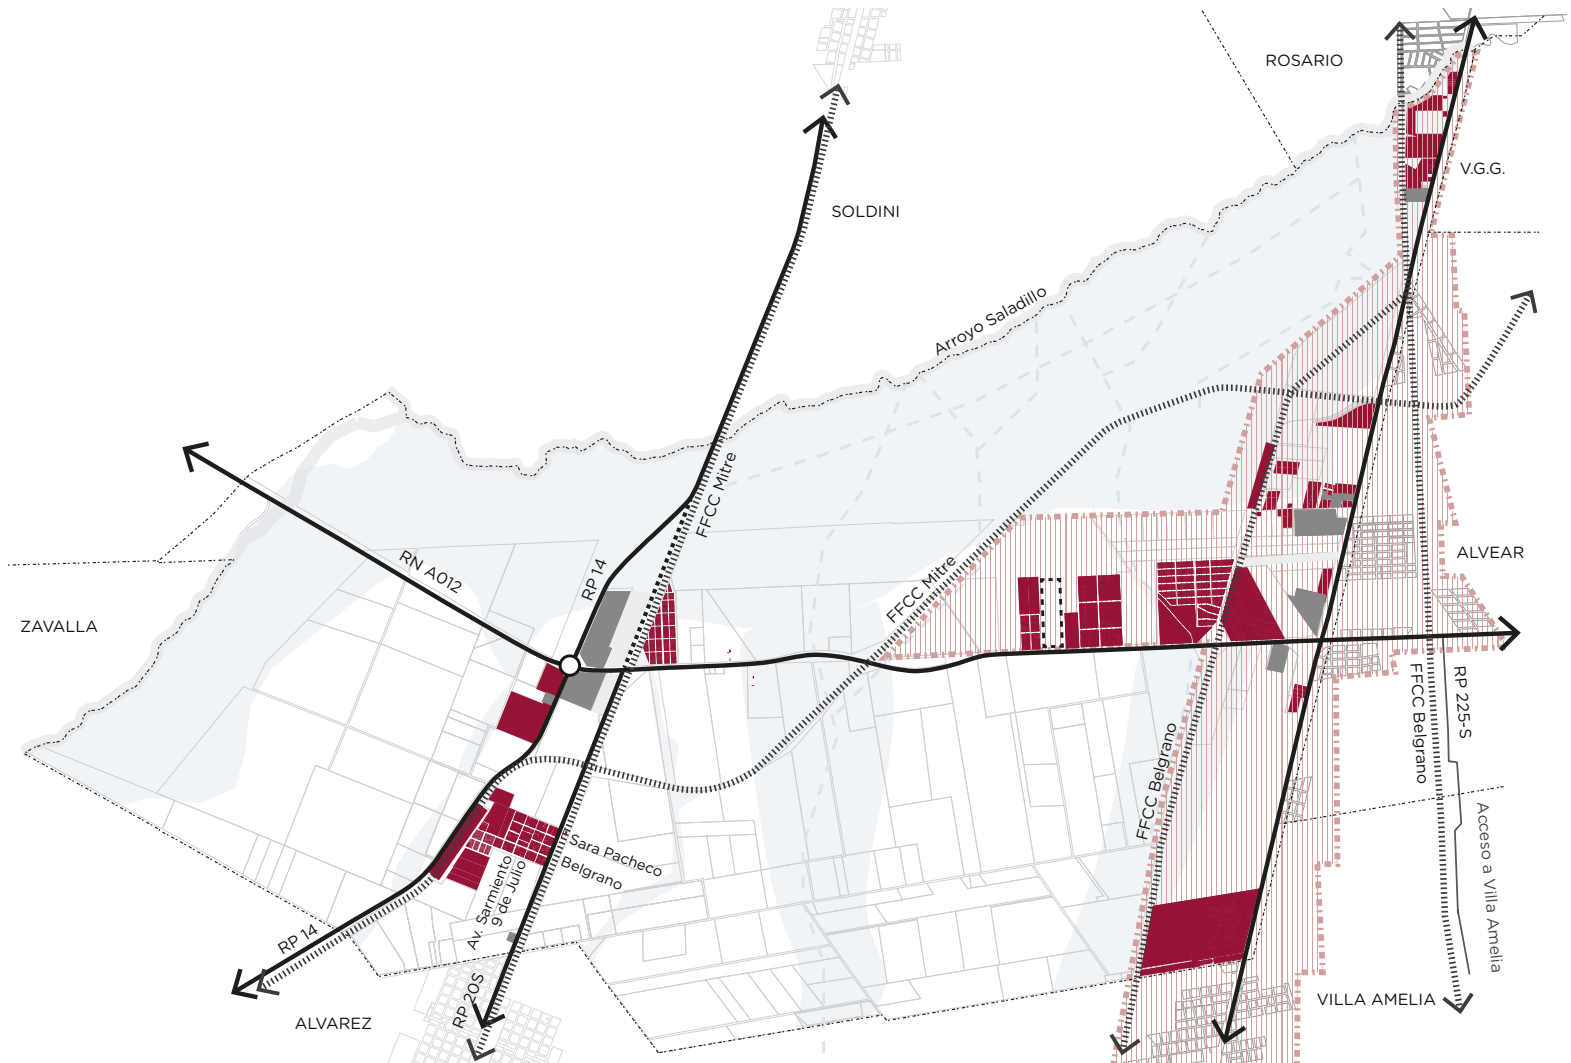 ROSARIO
V.G.G.
SOLDINI
Arroyo Saladillo
FFCC Mitre
RN A012
RP 14
FFCC Mitre
ALVEAR
ZAVALLA
RP 225-S
FFCC Belgrano
FFCC Belgrano
Sara Pacheco
Belgrano
Av. Sarmiento
9 de Julio
Acceso a Villa Amelia
RP 14
RP 20S
VILLA AMELIA
ALVAREZ